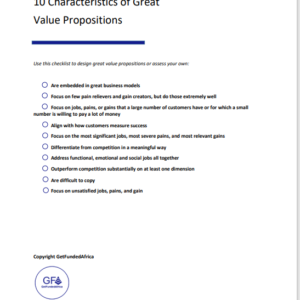 10 Characteristics of Great
Value Propositions
Use this checklist to design great value propositions or assess your own:
Are embedded in great business models
Focus on few pain relievers and gain creators, but do those extremely well
Focus on jobs, pains, or gains that a large number of customers have or for which a small
number is willing to pay a lot of money
Align with how customers measure success
Focus on the most significant jobs, most severe pains, and most relevant gains
Differentiate from competition in a meaningful way
Address functional, emotional and social jobs all together
Outperform competition substantially on at least one dimension
Are difficult to copy
Focus on unsatisfied jobs, pains, and gain
Copyright GetFundedAfrica
GFA
GetFundedAfrica